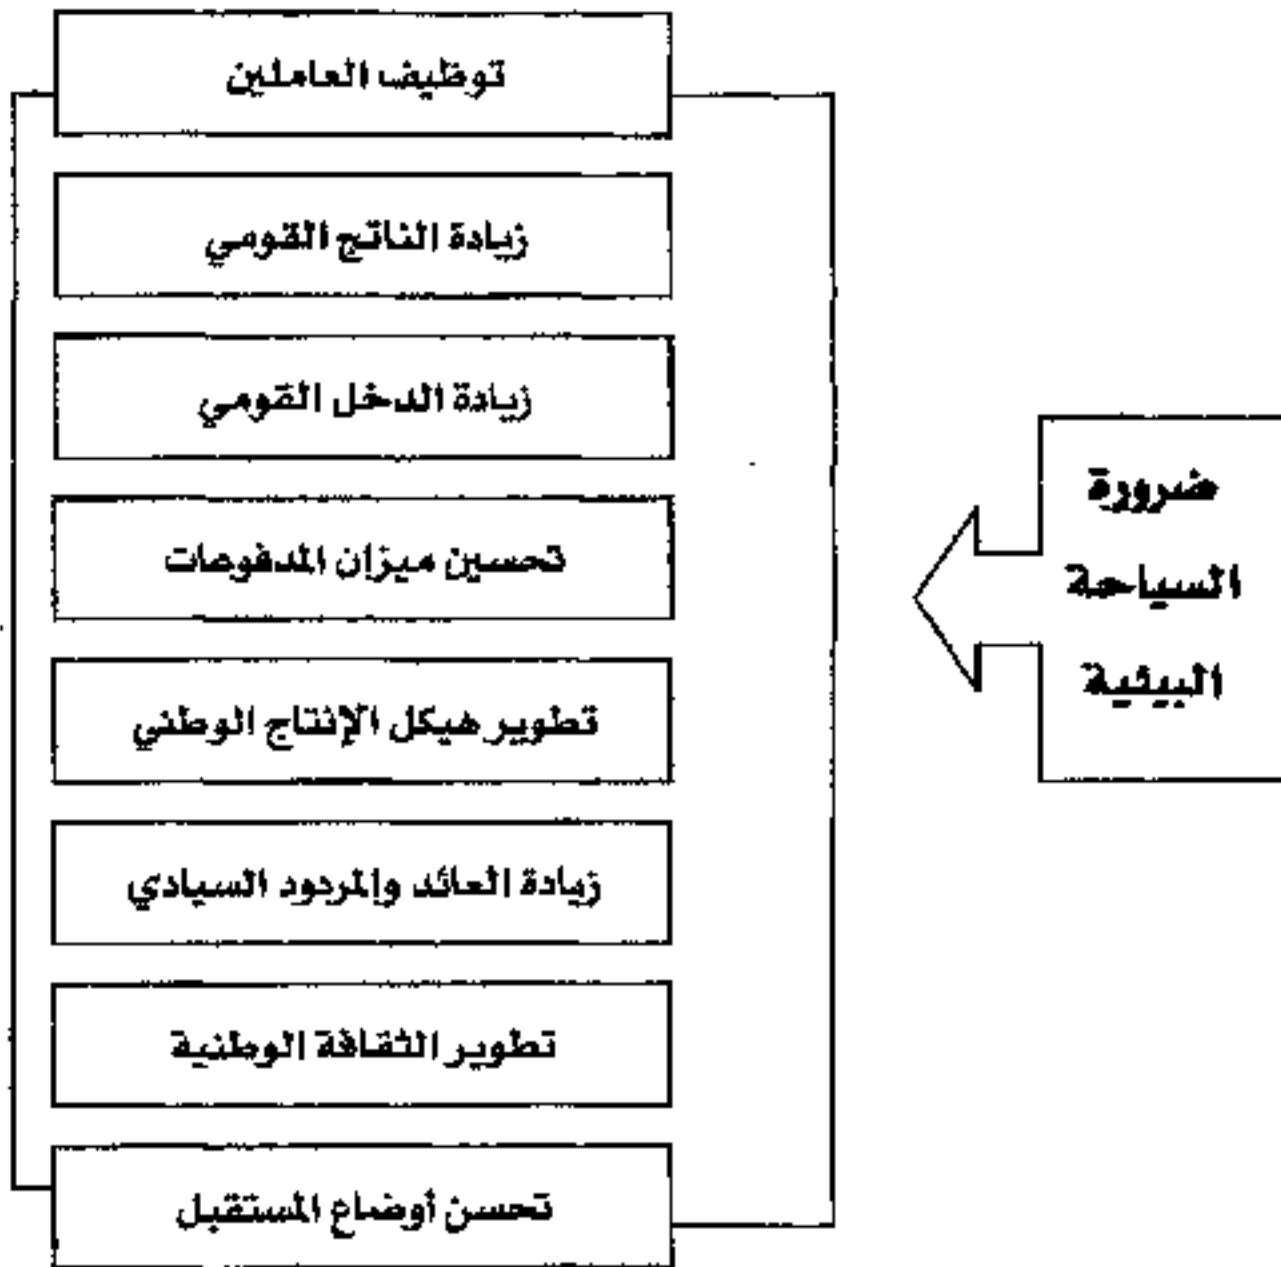 ضرورة
السياحة
البيئية
توظيف العاملين
زيادة الناتج القومي
زيادة الدخل القومي
تحسين ميزان المدفوعات
تطوير هيكل الإنتاج الوطني
زيادة العائد والمردود السيادي
تطوير الثقافة الوطنية
تحسن أوضاع المستقبل